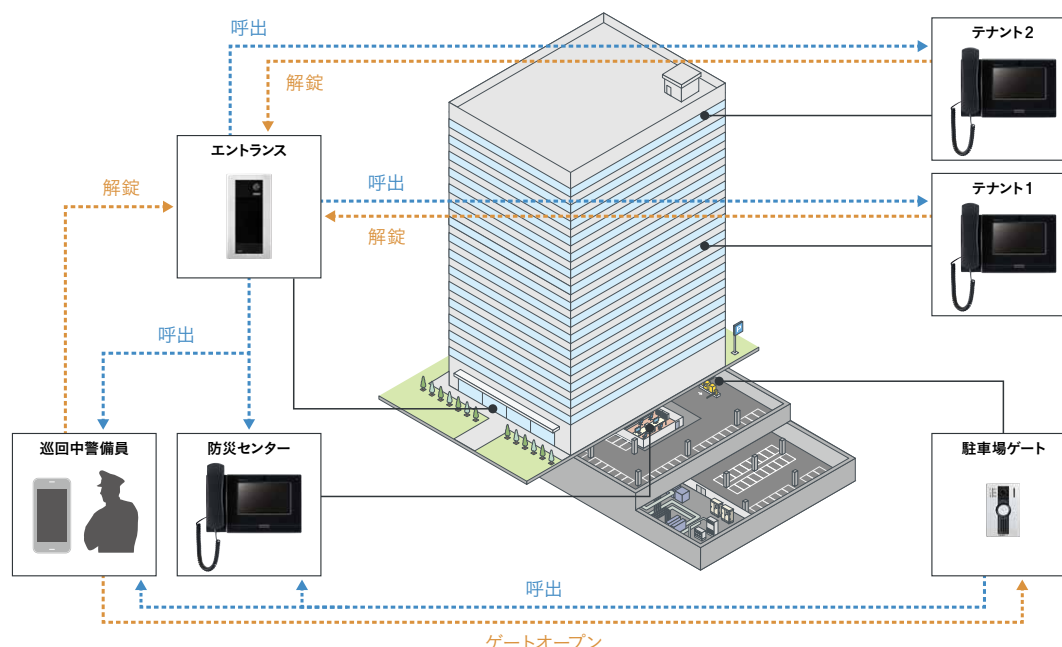 呼出
テナント2
解錠
エントランス
解錠
呼出
テナント1
解錠
呼出
巡回中警備員
防災センター
駐車場ゲート
呼出
ゲートオープン
P